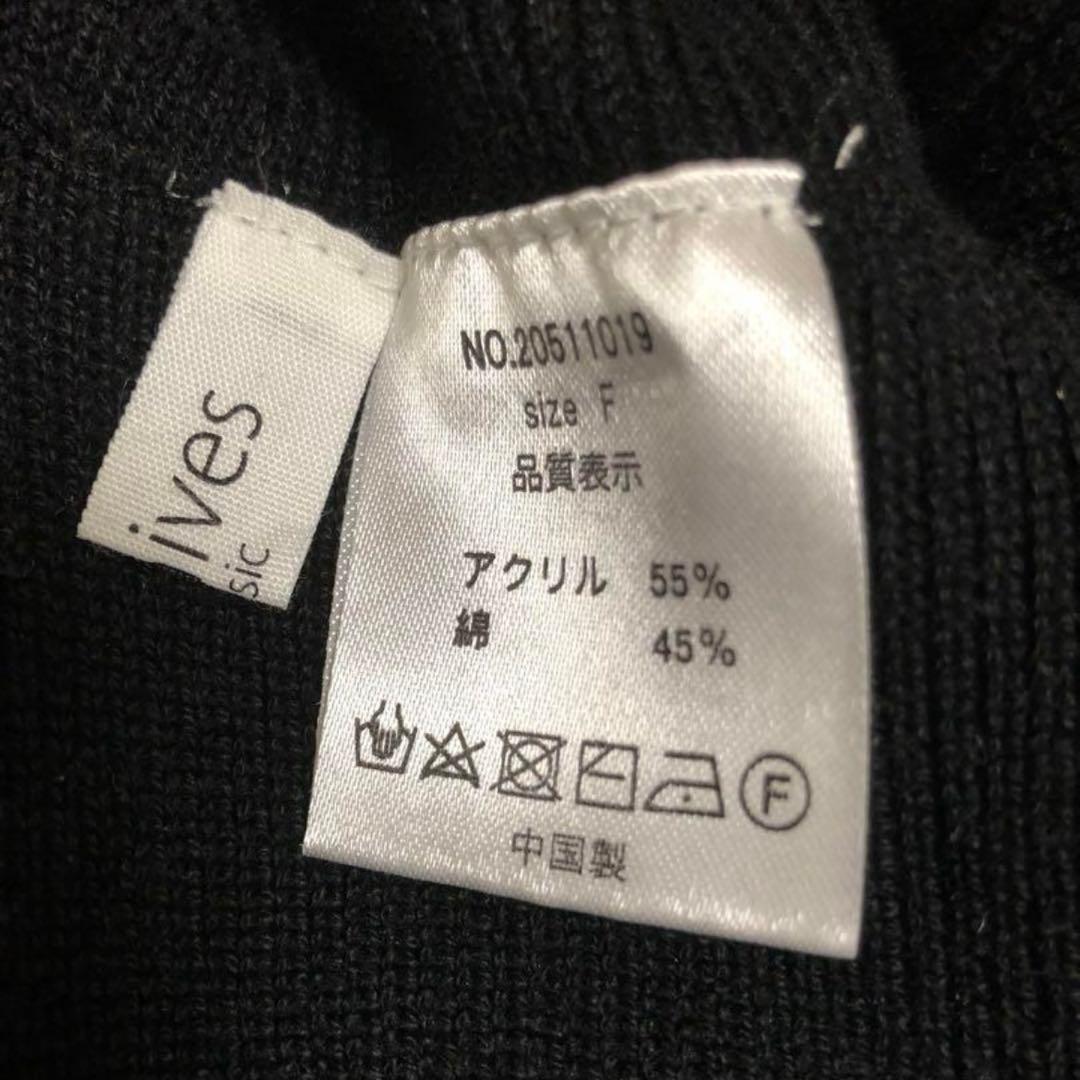 ives
sic
NO.20511019
size F
品質表示
アクリル 55%
綿 45%
F
中国製